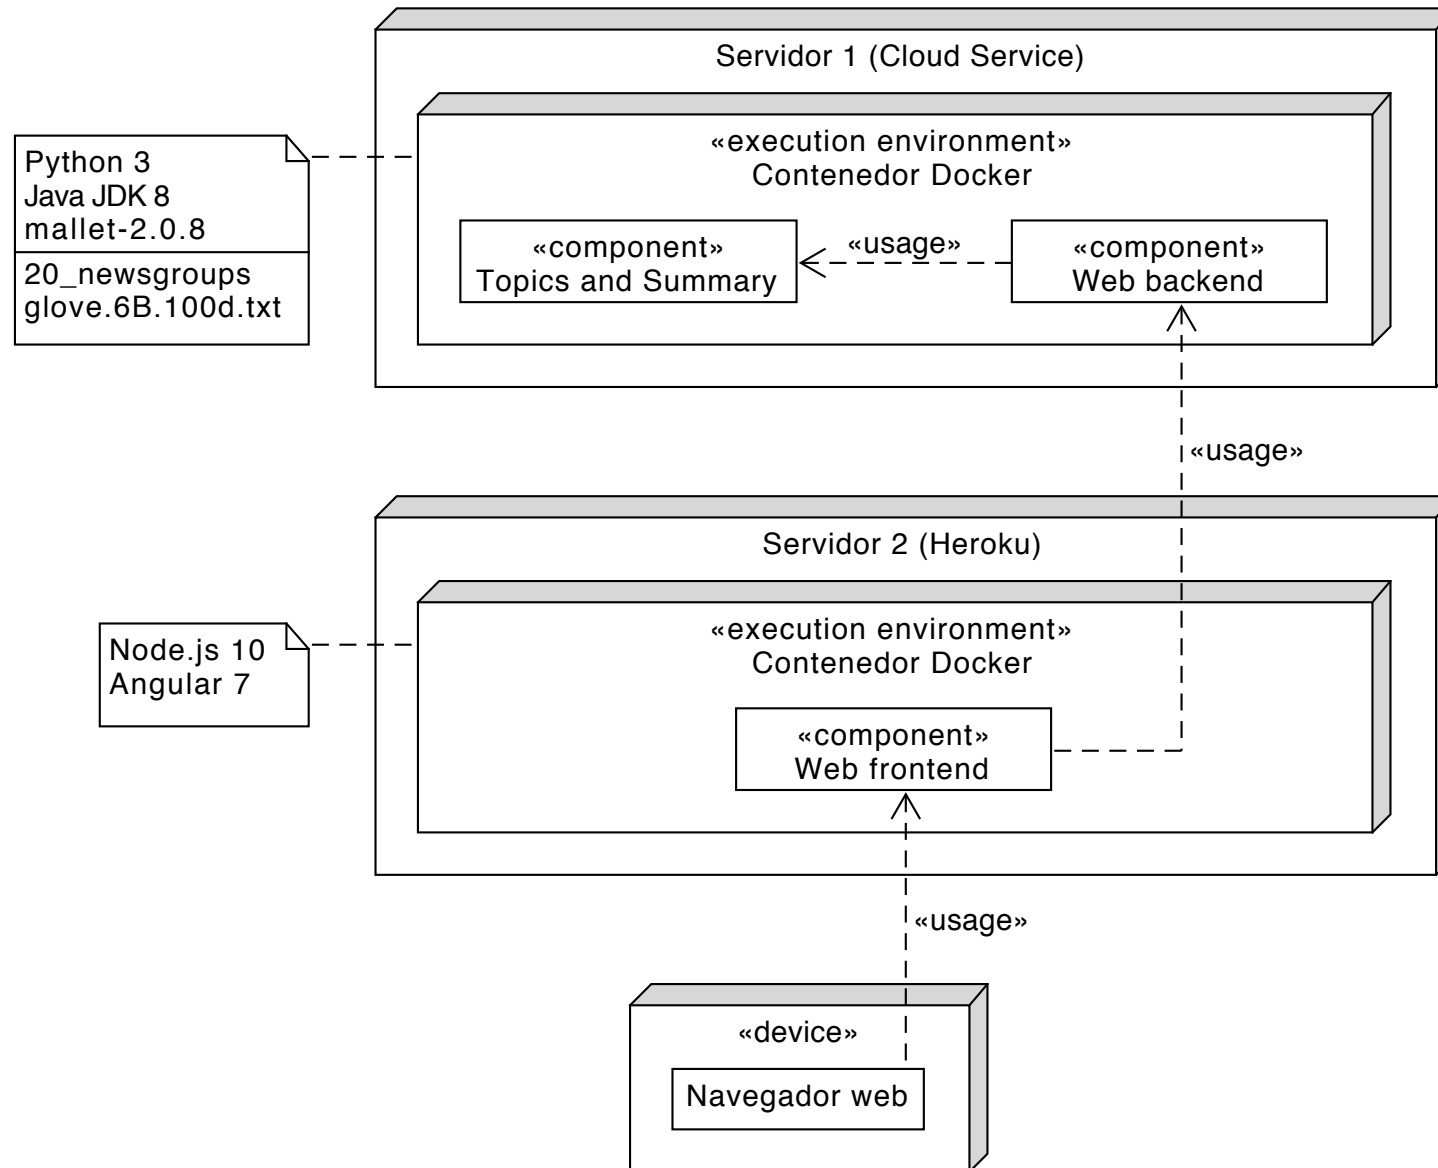 Servidor 1 (Cloud Service)
«execution environment»
Contenedor Docker
Python 3
Java JDK 8
mallet-2.0.8
20_newsgroups
glove.6B.100d.txt
«component»
Topics and Summary
«usage»
«component»
Web backend
«usage»
Servidor 2 (Heroku)
«execution environment»
Contenedor Docker
Node.js 10
Angular 7
«component»
Web frontend
«usage»
«device»
Navegador web